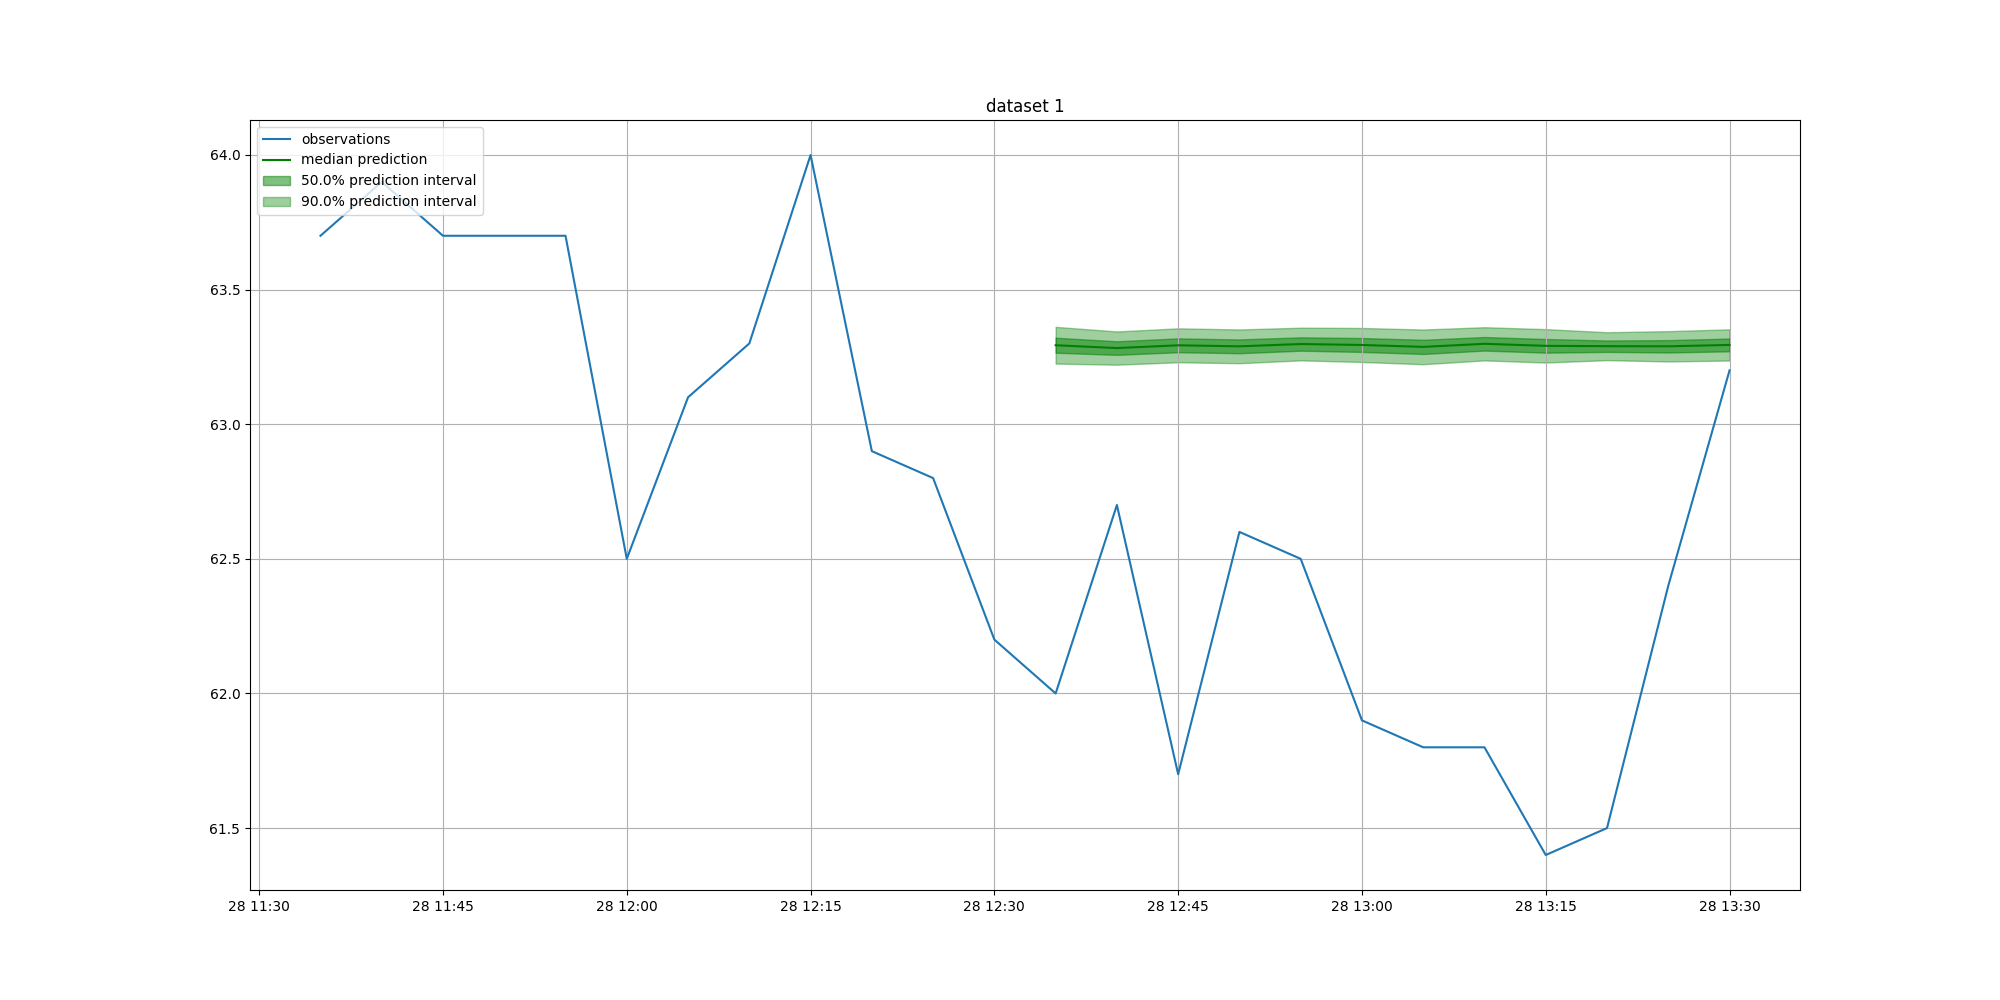 dataset 1
observations
median prediction
50.0% prediction interval
90.0% prediction interval
64.0
63.5
63.0
62.5
62.0
61.5
28 11:30 28 11:45 28 12:00 28 12:15 28 12:30 28 12:45 28 13:00 28 13:15 28 13:30